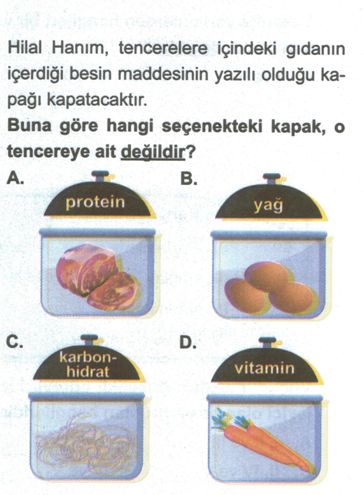 Hilal Hanım, tencerelere içindeki gıdanın
içerdiği besin maddesinin yazılı olduğu ka-
pağı kapatacaktır.
Buna göre hangi seçenekteki kapak, o
tencereye ait değildir?
A.
protein
B.
yağ
C.
karbon-
hidrat
D.
vitamin